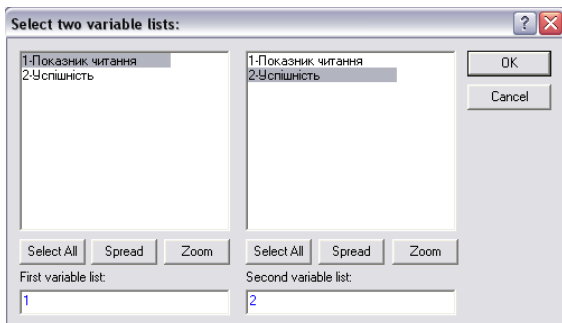 Select two variable lists:
1-Показник читання
2-Успішність
1-Показник читання
2-Успішність
OK
Cancel
Select All Spread Zoom Select All Spread Zoom
First variable list: Second variable list:
1 2